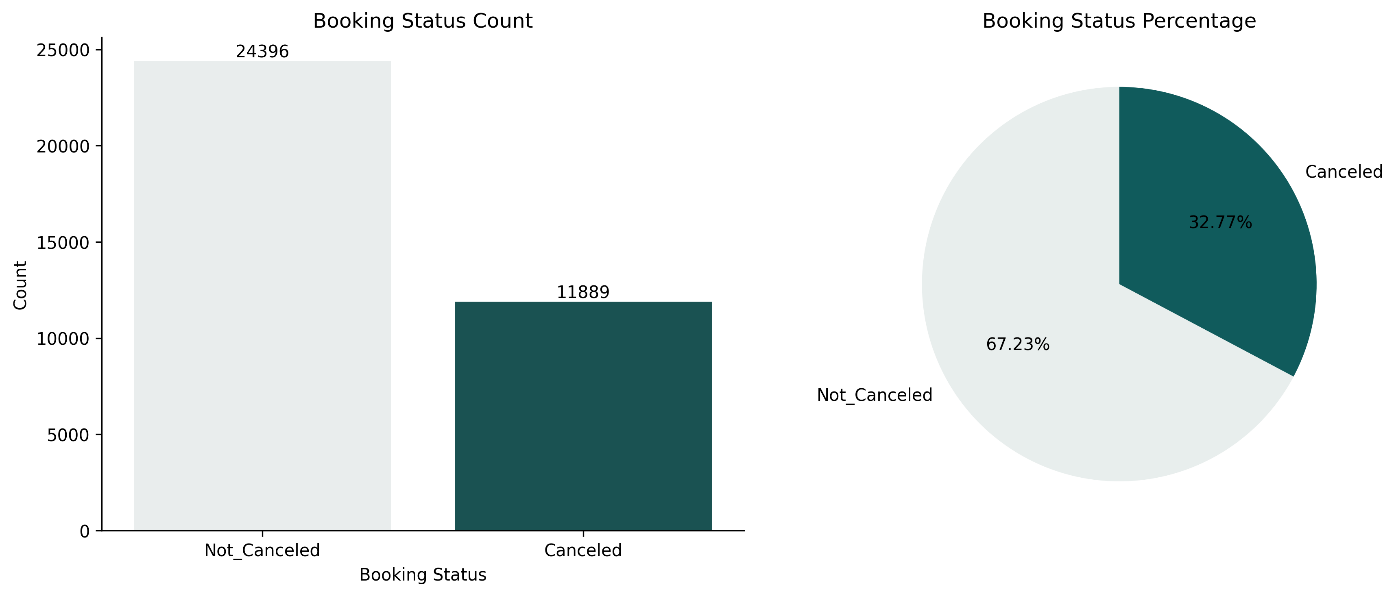 Booking Status Count
25000
20000
15000
10000
5000
0
Count
24396
11889
Not_Canceled
Canceled
Booking Status
Booking Status Percentage
Canceled
32.77%
67.23%
Not_Canceled